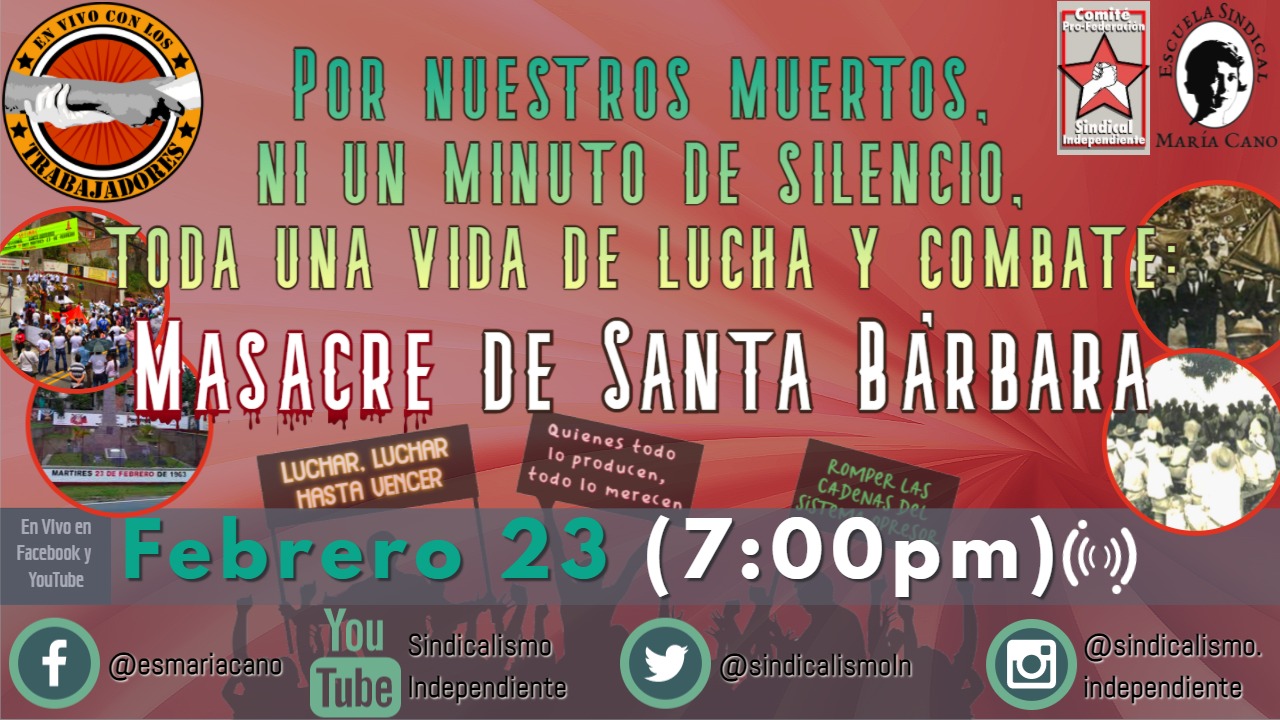 EN VIVO CON LOS
TRABAJADORES
Comité
Pro-Federación
Sindical
Independiente
ESCUELA SINDICAL
MARÍA CANO
POR NUESTROS MUERTOS,
NI UN MINUTO DE SILENCIO,
TODA UNA VIDA DE LUCHA Y COMBATE:
MASACRE DE SANTA BÁRBARA
MARTIRES 23 DE FEBRERO DE 1963
LUCHAR, LUCHAR
HASTA VENCER
Quienes todo
lo producen,
todo lo merecen
ROMPER LAS
CADENAS DEL
SISTEMA OPRESOR
En VIvo en
Facebook y
YouTube
Febrero 23 (7:00pm)
@esmariacano
You
Tube
Sindicalismo
Independiente
@sindicalismoIn
@sindicalismo.
independiente